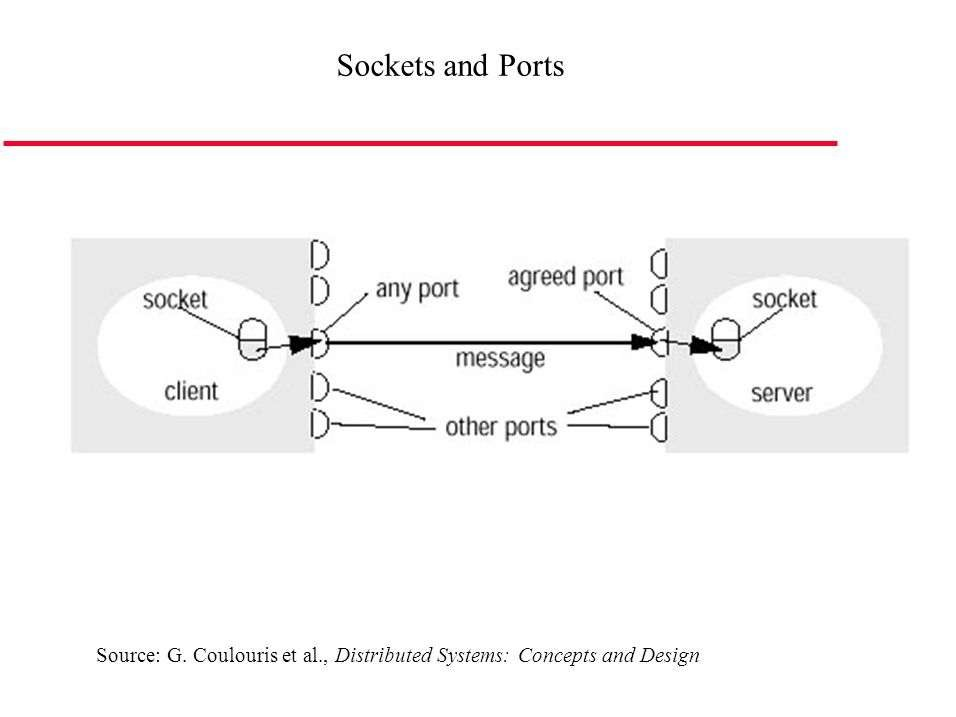 Sockets and Ports
any port
agreed port
socket
socket
message
client
server
other ports
Source: G. Coulouris et al., Distributed Systems: Concepts and Design